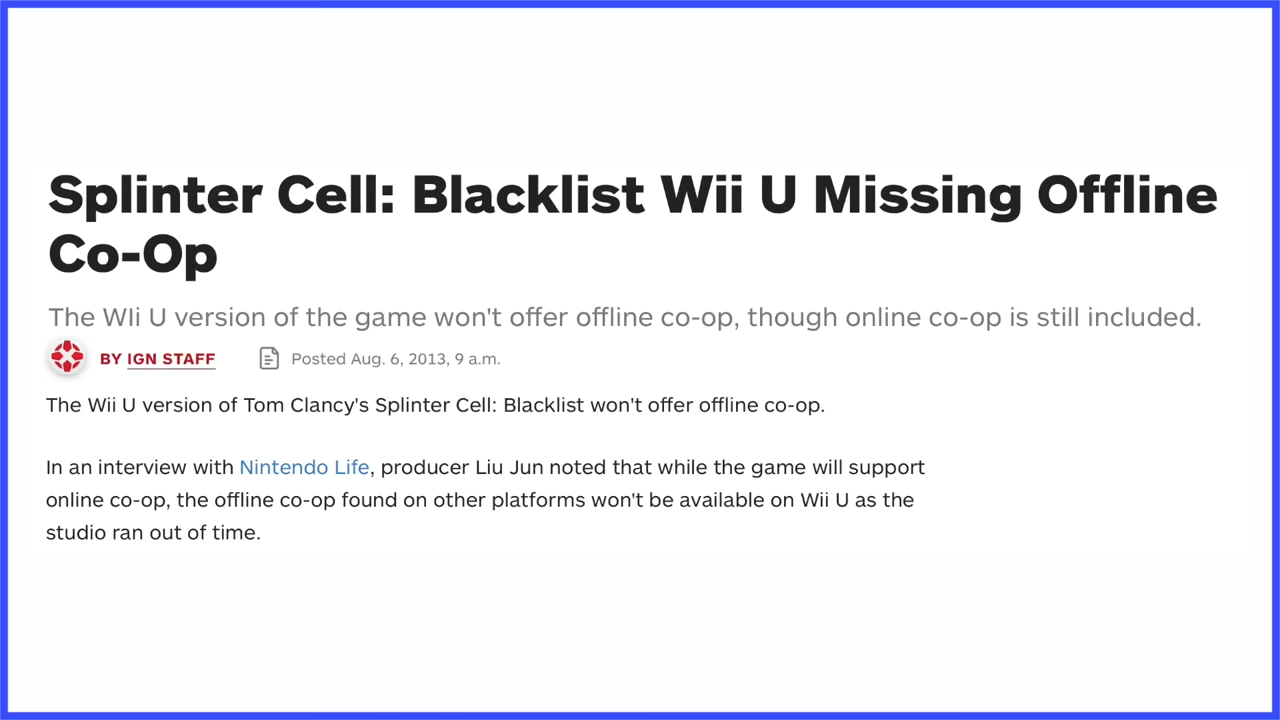 Splinter Cell: Blacklist Wii U Missing Offline
Co-Op
The WIi U version of the game won't offer offline co-op, though online co-op is still included.
BY IGN STAFF Posted Aug. 6, 2013, 9 a.m.
The Wii U version of Tom Clancy's Splinter Cell: Blacklist won't offer offline co-op.
In an interview with Nintendo Life, producer Liu Jun noted that while the game will support
online co-op, the offline co-op found on other platforms won't be available on Wii U as the
studio ran out of time.